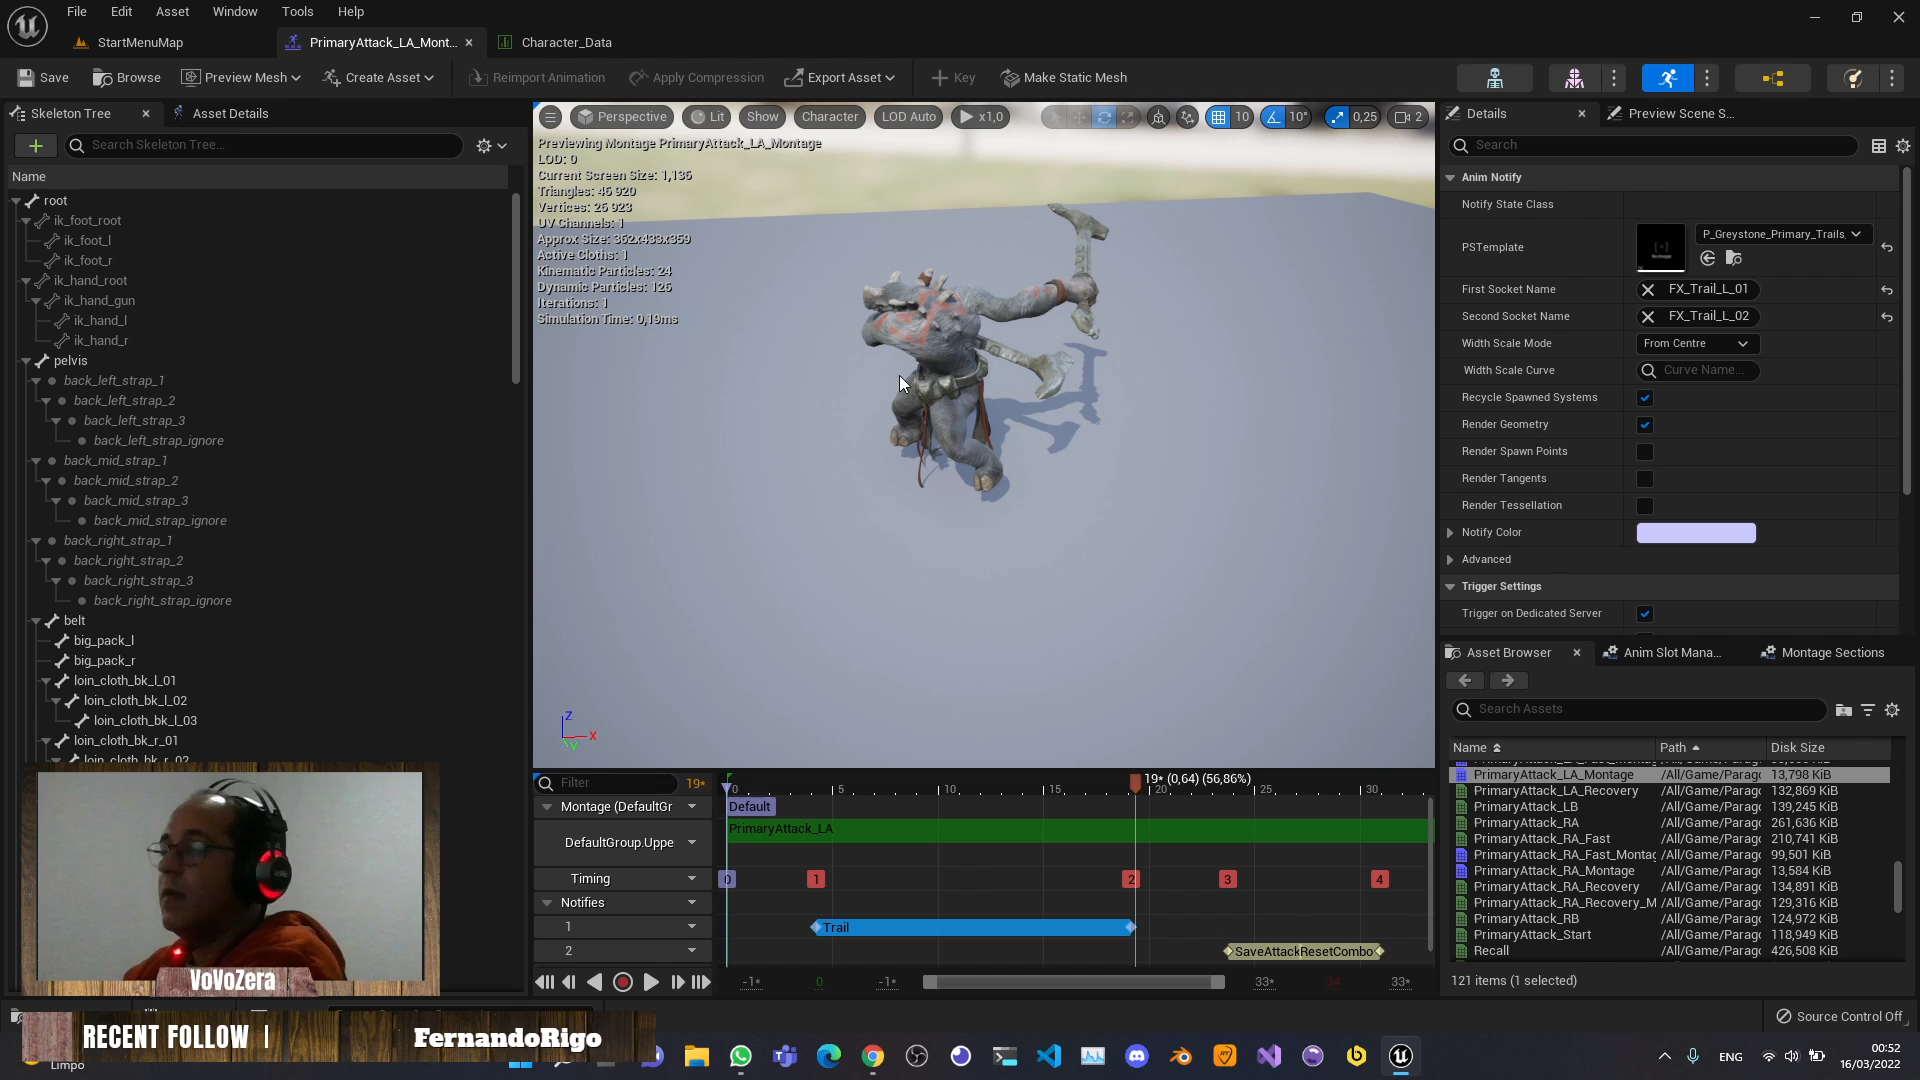 File Edit Asset Window Tools Help
StartMenuMap PrimaryAttack_LA_Mont... Character_Data
Save Browse Preview Mesh Create Asset Reimport Animation Apply Compression Export Asset Key Make Static Mesh
Skeleton Tree Asset Details
Search Skeleton Tree...
Name
root
ik_foot_root
ik_foot_l
ik_foot_r
ik_hand_root
ik_hand_gun
ik_hand_l
ik_hand_r
pelvis
back_left_strap_1
back_left_strap_2
back_left_strap_3
back_left_strap_ignore
back_mid_strap_1
back_mid_strap_2
back_mid_strap_3
back_mid_strap_ignore
back_right_strap_1
back_right_strap_2
back_right_strap_3
back_right_strap_ignore
belt
big_pack_l
big_pack_r
loin_cloth_bk_l_01
loin_cloth_bk_l_02
loin_cloth_bk_l_03
loin_cloth_bk_r_01
loin_cloth_bk_r_02
Perspective Lit Show Character LOD Auto x1,0 10 10° 0,25 2
Previewing Montage PrimaryAttack_LA_Montage
LOD: 0
Current Screen Size: 1,136
Triangles: 46 920
Vertices: 26 923
UV Channels: 1
Approx Size: 362x433x359
Active Cloths: 1
Kinematic Particles: 24
Dynamic Particles: 126
Iterations: 1
Simulation Time: 0,19ms
Z
X
Y
Filter 19* 19* (0,64) (56,86%)
0 5 10 15 20 25 30
Montage (DefaultGr Default
PrimaryAttack_LA
DefaultGroup.Uppe
Timing 0 1 2 3 4
Notifies
1 Trail
2 SaveAttackResetCombo
-1* 0 -1* 33* 34 33*
Details Preview Scene S...
Search
Anim Notify
Notify State Class
PSTemplate P_Greystone_Primary_Trails
First Socket Name FX_Trail_L_01
Second Socket Name FX_Trail_L_02
Width Scale Mode From Centre
Width Scale Curve Curve Name...
Recycle Spawned Systems
Render Geometry
Render Spawn Points
Render Tangents
Render Tessellation
Notify Color
Advanced
Trigger Settings
Trigger on Dedicated Server
Asset Browser Anim Slot Mana... Montage Sections
Search Assets
Name Path Disk Size
PrimaryAttack_LA_Montage /All/Game/Parago 13,798 KiB
PrimaryAttack_LA_Recovery /All/Game/Parago 132,869 KiB
PrimaryAttack_LB /All/Game/Parago 139,245 KiB
PrimaryAttack_RA /All/Game/Parago 261,636 KiB
PrimaryAttack_RA_Fast /All/Game/Parago 210,741 KiB
PrimaryAttack_RA_Fast_Montag /All/Game/Parago 99,501 KiB
PrimaryAttack_RA_Montage /All/Game/Parago 13,584 KiB
PrimaryAttack_RA_Recovery /All/Game/Parago 134,891 KiB
PrimaryAttack_RA_Recovery_M /All/Game/Parago 129,316 KiB
PrimaryAttack_RB /All/Game/Parago 124,972 KiB
PrimaryAttack_Start /All/Game/Parago 118,949 KiB
Recall /All/Game/Parago 426,508 KiB
121 items (1 selected)
Source Control Off
VoVoZera
RECENT FOLLOW | FernandoRigo
Limpo
ENG 00:52
16/03/2022